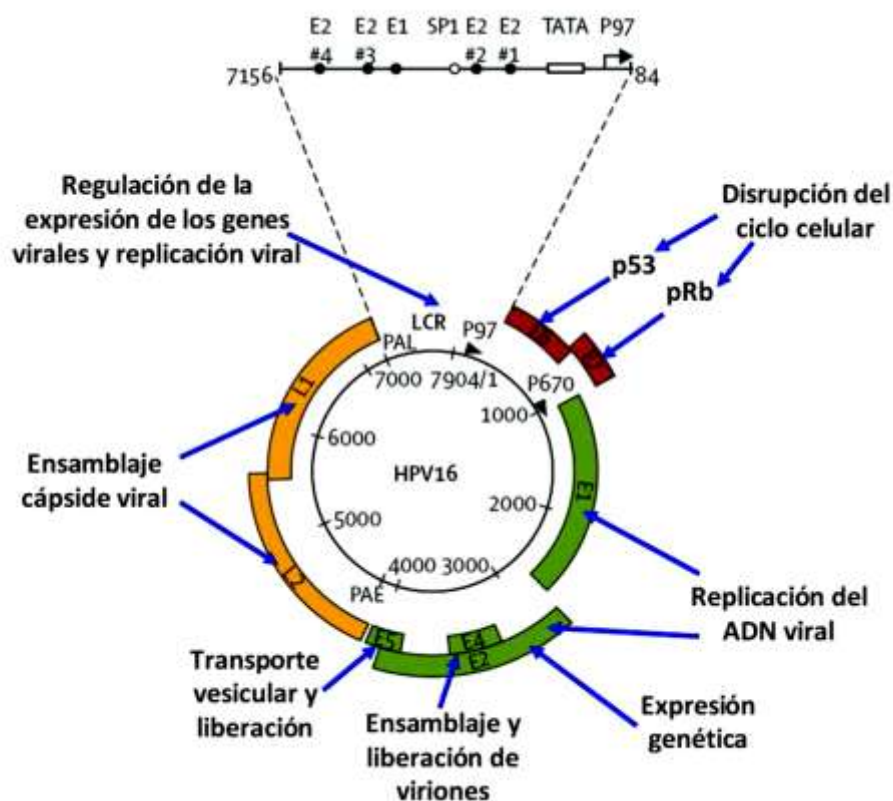 E2 E2 E1 SP1 E2 E2 TATA P97
#4 #3 #2 #1
7156 84
Regulación de la
expresión de los genes
virales y replicación viral
Disrupción del
ciclo celular
p53
pRb
LCR
P97
PAL
7000 7904/1
P670
1000
L1
6000
HPV16
E1
2000
Ensamblaje
cápside viral
5000
4000 3000
L2
PAE
E5
E4
E2
Replicación del
ADN viral
Transporte
vesicular y
liberación
Ensamblaje y
liberación de
viriones
Expresión
genética